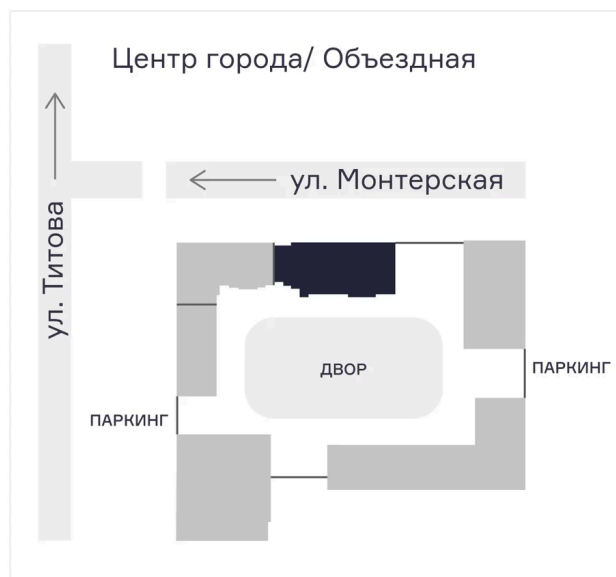 Центр города/ Объездная
ул. Монтерская
ул. Титова
ДВОР
ПАРКИНГ
ПАРКИНГ